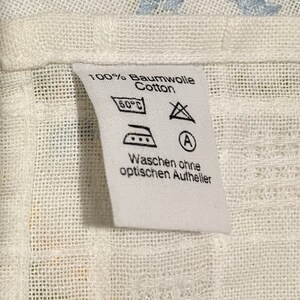 100% Baumwolle
Cotton
60°C
A
Waschen ohne
optischen Aufheller